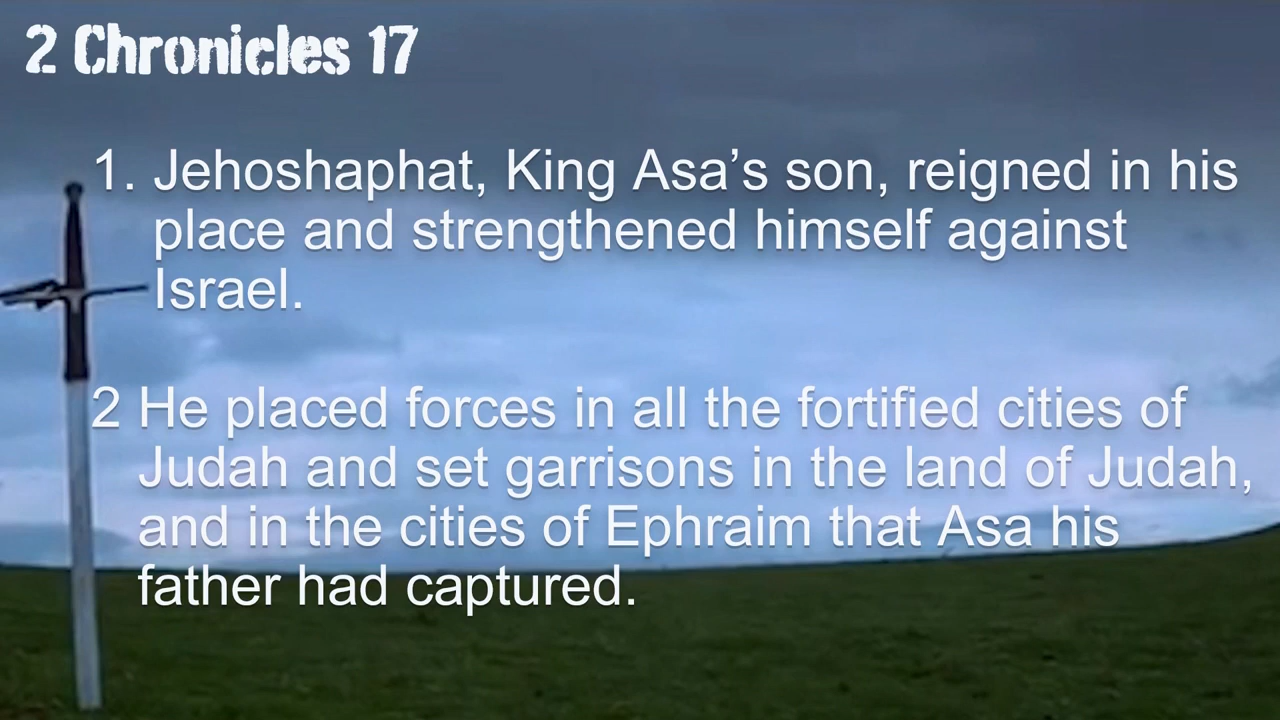 2 Chronicles 17
1. Jehoshaphat, King Asa’s son, reigned in his
place and strengthened himself against
Israel.
2 He placed forces in all the fortified cities of
Judah and set garrisons in the land of Judah,
and in the cities of Ephraim that Asa his
father had captured.